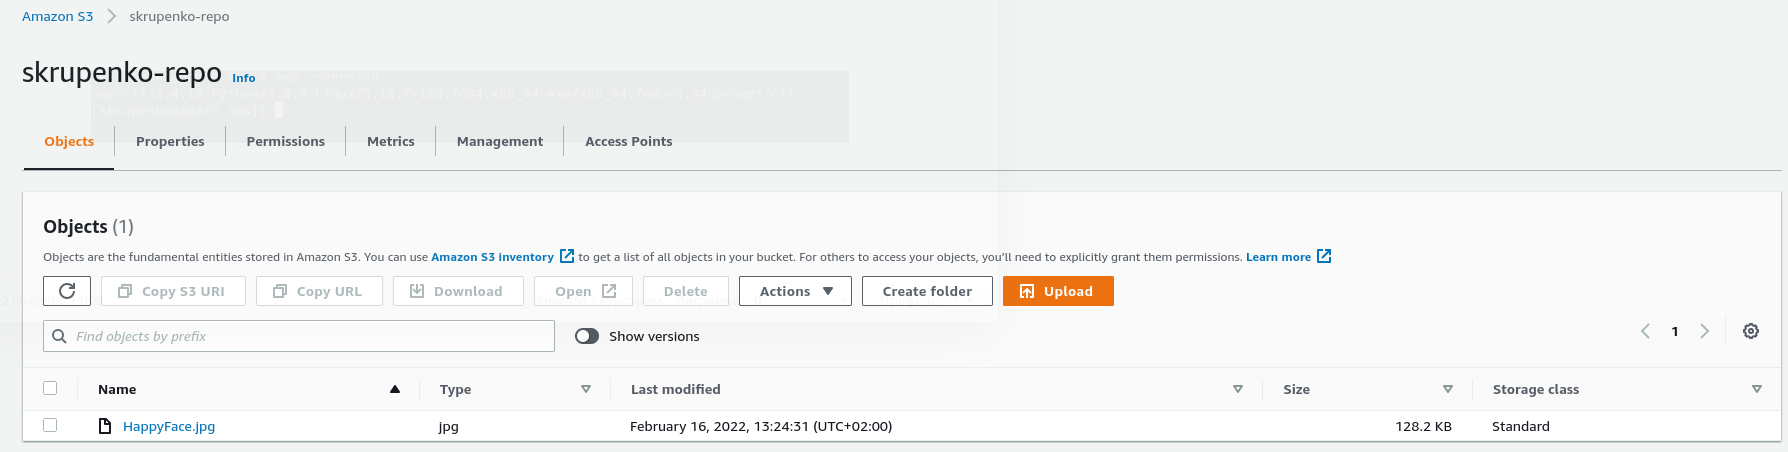 Amazon S3 > skrupenko-repo
skrupenko-repo Info
aws --version
Objects Properties Permissions Metrics Management Access Points
Objects (1)
Objects are the fundamental entities stored in Amazon S3. You can use Amazon S3 inventory to get a list of all objects in your bucket. For others to access your objects, you'll need to explicitly grant them permissions. Learn more
Copy S3 URI Copy URL Download Open Delete Actions Create folder Upload
Find objects by prefix Show versions 1
Name Type Last modified Size Storage class
HappyFace.jpg jpg February 16, 2022, 13:24:31 (UTC+02:00) 128.2 KB Standard